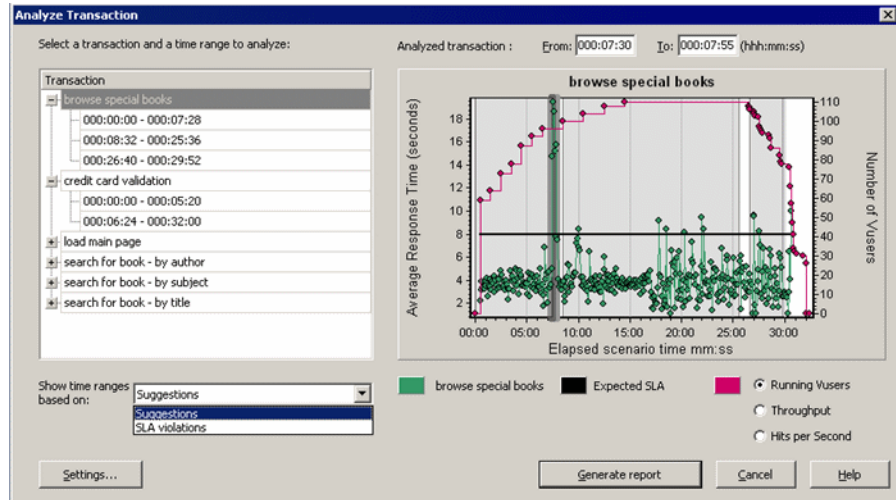 Analyze Transaction
Select a transaction and a time range to analyze:
Analyzed transaction : From: 000:07:30 To: 000:07:55 (hhh:mm:ss)
Transaction
browse special books
000:00:00 - 000:07:28
000:08:32 - 000:25:36
000:26:40 - 000:29:52
credit card validation
000:00:00 - 000:05:20
000:06:24 - 000:32:00
load main page
search for book - by author
search for book - by subject
search for book - by title
browse special books
Average Response Time (seconds)
18
16
14
12
10
8
6
4
2
110
100
90
80
70
60
50
40
30
20
10
0
Number of Vusers
00:00 05:00 10:00 15:00 20:00 25:00 30:00
Elapsed scenario time mm:ss
Show time ranges based on:
Suggestions
Suggestions
SLA violations
browse special books Expected SLA Running Vusers
Throughput
Hits per Second
Settings... Generate report Cancel Help